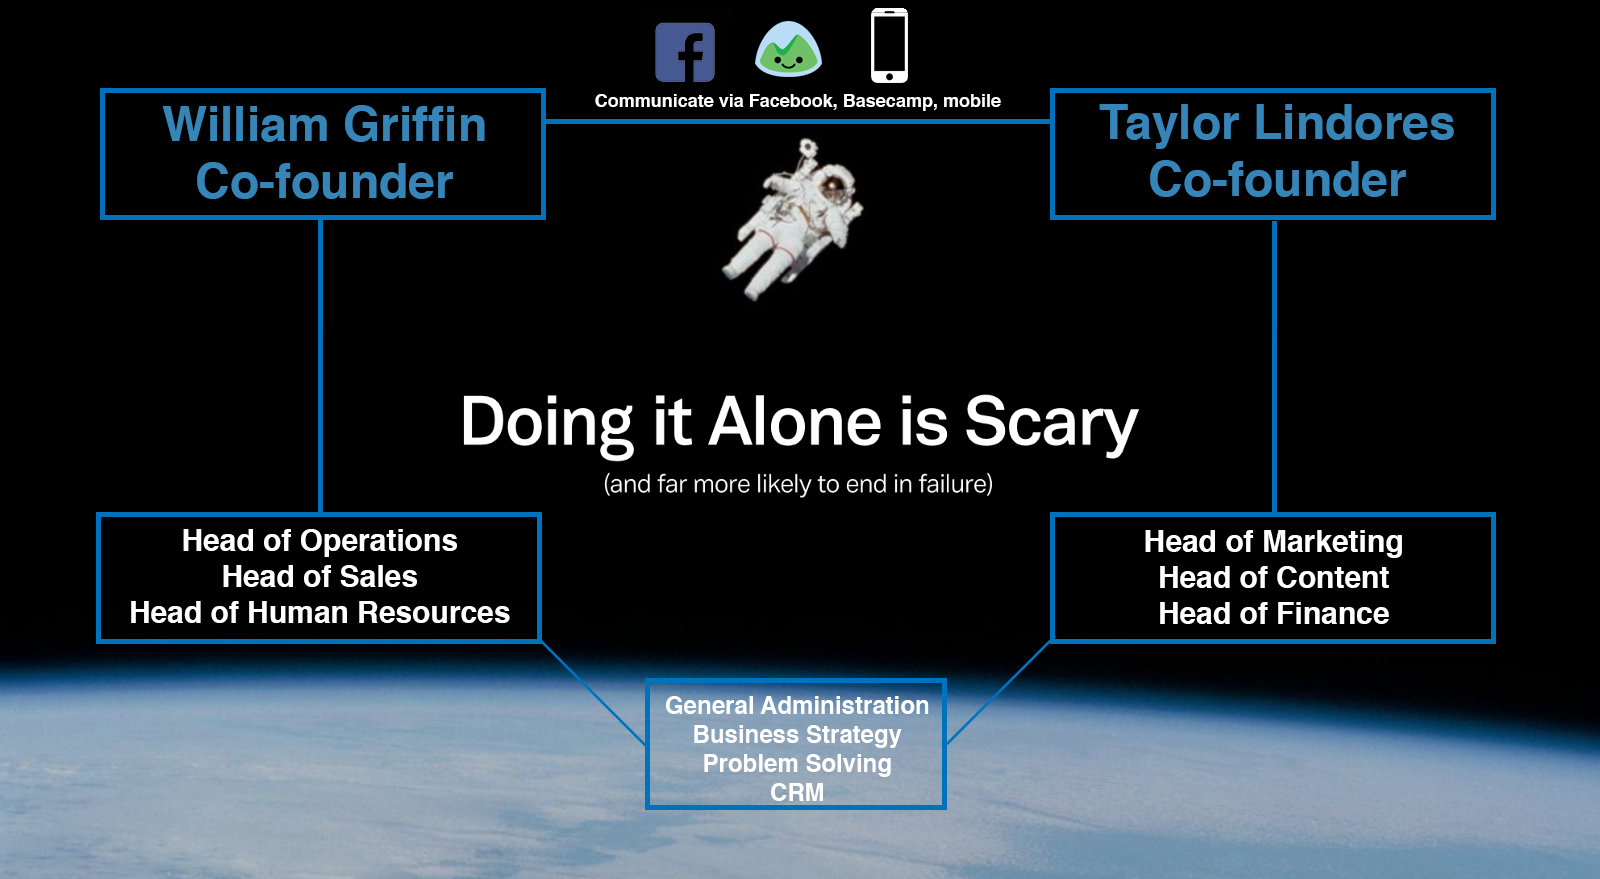 Communicate via Facebook, Basecamp, mobile
William Griffin
Co-founder
Taylor Lindores
Co-founder
Doing it Alone is Scary
(and far more likely to end in failure)
Head of Operations
Head of Sales
Head of Human Resources
Head of Marketing
Head of Content
Head of Finance
General Administration
Business Strategy
Problem Solving
CRM